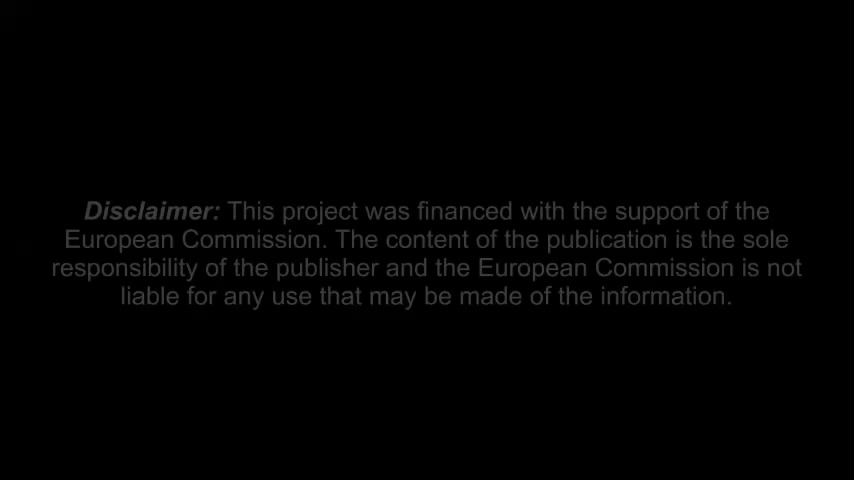 Disclaimer: This project was financed with the support of the
European Commission. The content of the publication is the sole
responsibility of the publisher and the European Commission is not
liable for any use that may be made of the information.